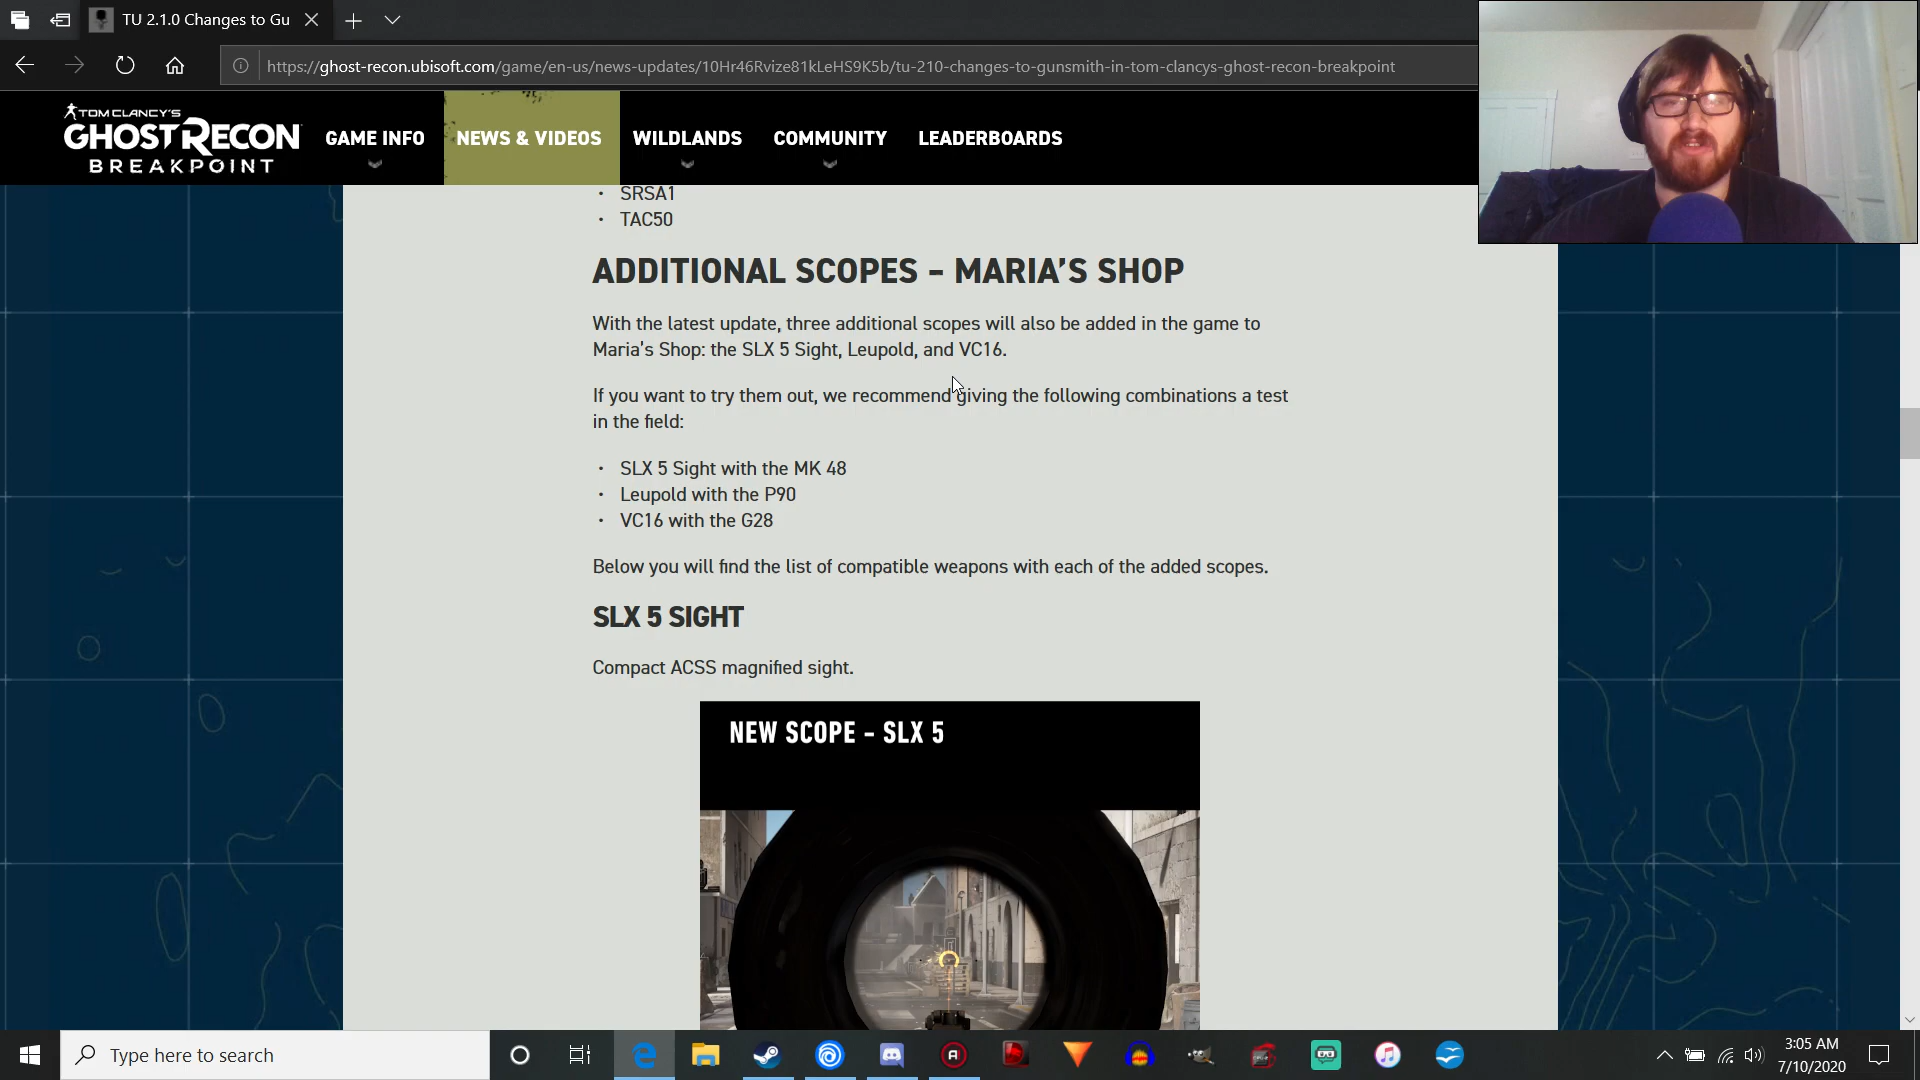 TU 2.1.0 Changes to Gu
https://ghost-recon.ubisoft.com/game/en-us/news-updates/10Hr46Rvize81kLeHS9K5b/tu-210-changes-to-gunsmith-in-tom-clancys-ghost-recon-breakpoint
TOM CLANCY'S
GHOST RECON
BREAKPOINT
GAME INFO
NEWS & VIDEOS
WILDLANDS
COMMUNITY
LEADERBOARDS
• SRSA1
• TAC50
ADDITIONAL SCOPES – MARIA'S SHOP
With the latest update, three additional scopes will also be added in the game to
Maria's Shop: the SLX 5 Sight, Leupold, and VC16.
If you want to try them out, we recommend giving the following combinations a test
in the field:
• SLX 5 Sight with the MK 48
• Leupold with the P90
• VC16 with the G28
Below you will find the list of compatible weapons with each of the added scopes.
SLX 5 SIGHT
Compact ACSS magnified sight.
NEW SCOPE – SLX 5
Type here to search
3:05 AM
7/10/2020